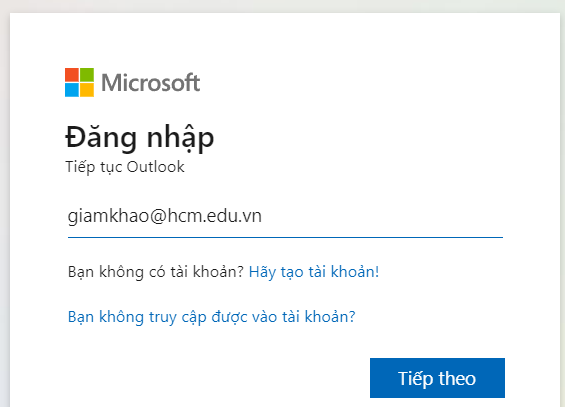 Microsoft
Đăng nhập
Tiếp tục Outlook
giamkhao@hcm.edu.vn
Bạn không có tài khoản? Hãy tạo tài khoản!
Bạn không truy cập được vào tài khoản?
Tiếp theo